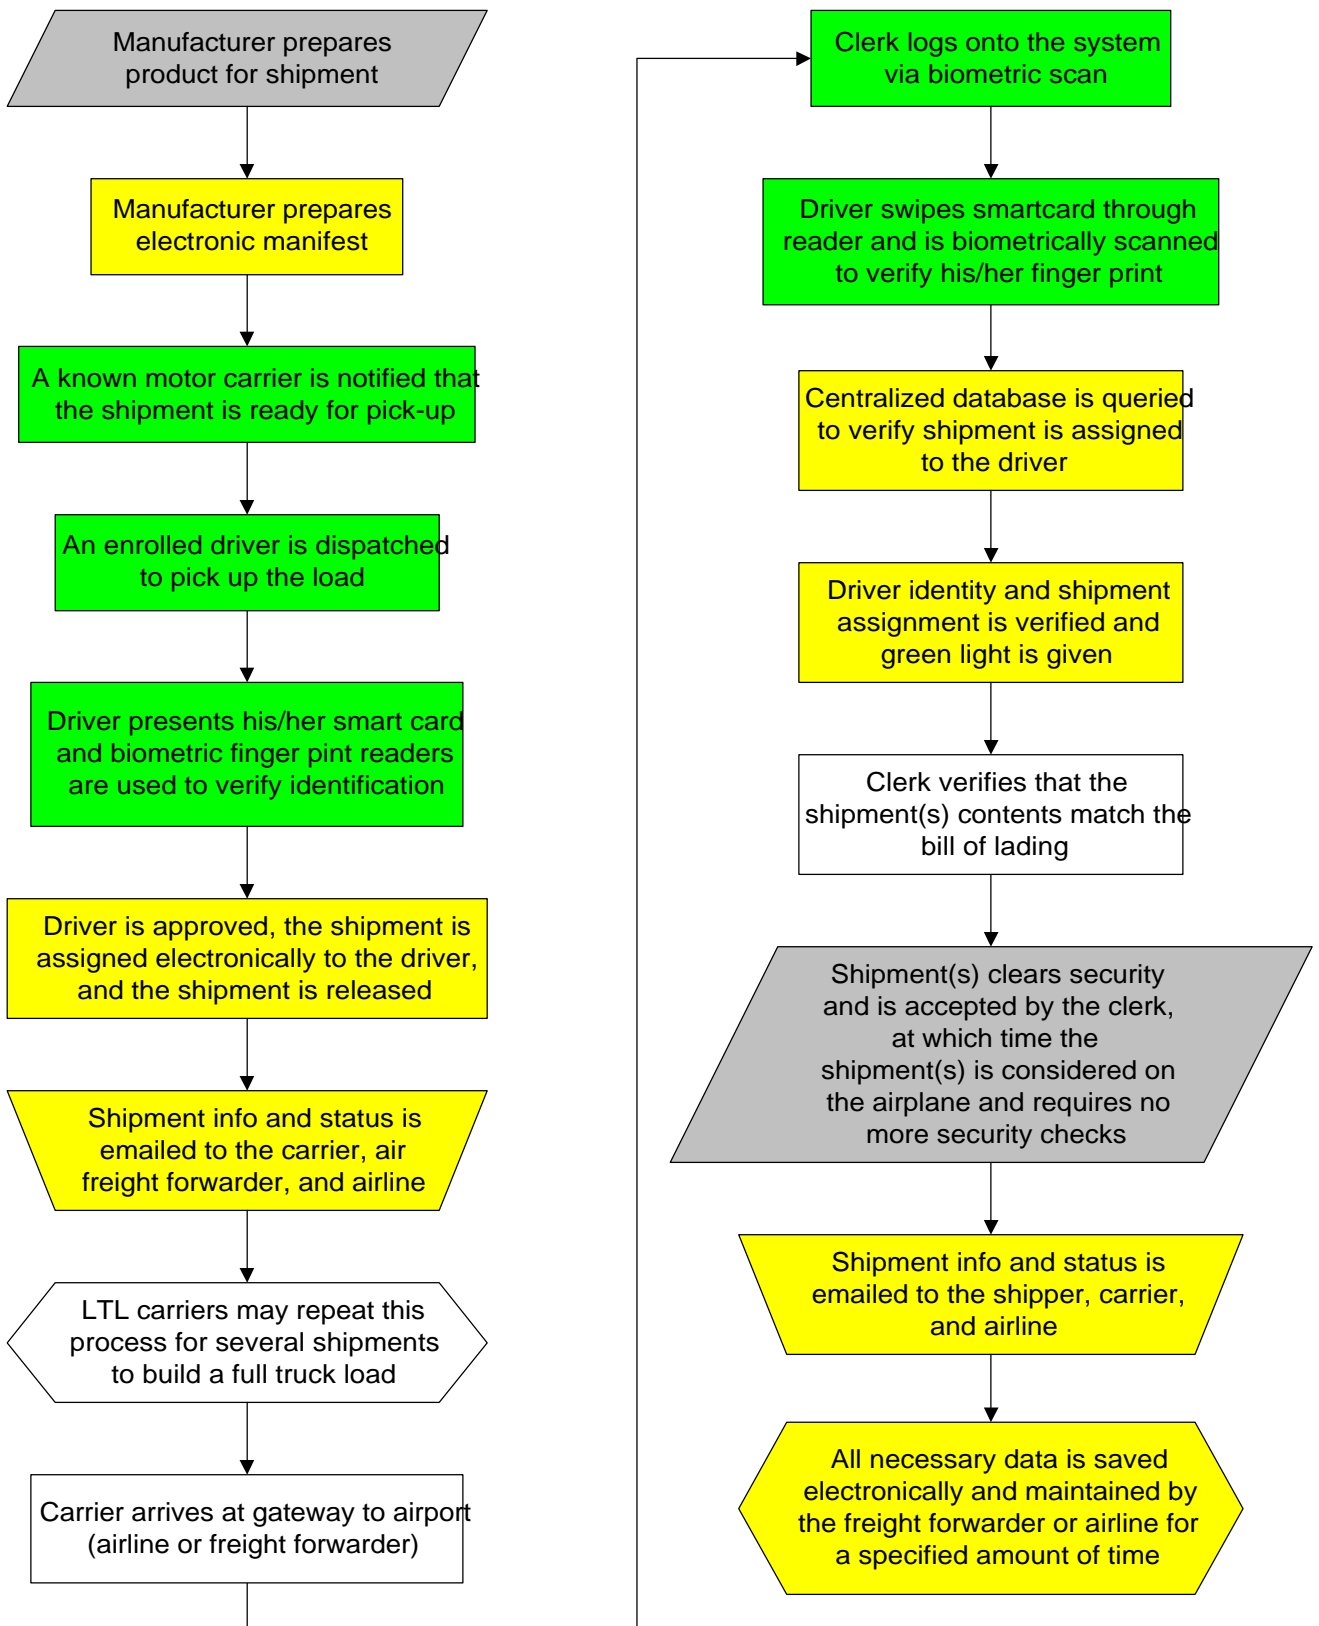 Manufacturer prepares
product for shipment
Manufacturer prepares
electronic manifest
A known motor carrier is notified that
the shipment is ready for pick-up
An enrolled driver is dispatched
to pick up the load
Driver presents his/her smart card
and biometric finger pint readers
are used to verify identification
Driver is approved, the shipment is
assigned electronically to the driver,
and the shipment is released
Shipment info and status is
emailed to the carrier, air
freight forwarder, and airline
LTL carriers may repeat this
process for several shipments
to build a full truck load
Carrier arrives at gateway to airport
(airline or freight forwarder)
Clerk logs onto the system
via biometric scan
Driver swipes smartcard through
reader and is biometrically scanned
to verify his/her finger print
Centralized database is queried
to verify shipment is assigned
to the driver
Driver identity and shipment
assignment is verified and
green light is given
Clerk verifies that the
shipment(s) contents match the
bill of lading
Shipment(s) clears security
and is accepted by the clerk,
at which time the
shipment(s) is considered on
the airplane and requires no
more security checks
Shipment info and status is
emailed to the shipper, carrier,
and airline
All necessary data is saved
electronically and maintained by
the freight forwarder or airline for
a specified amount of time